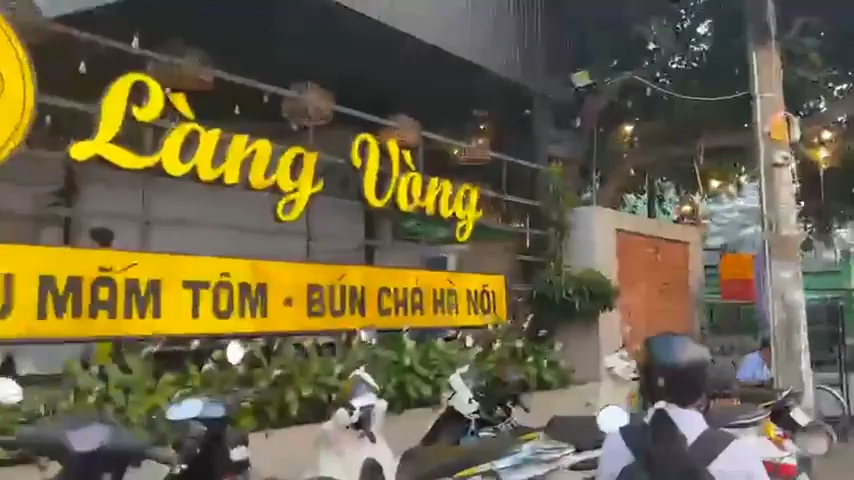 Làng Vòng
MẮM TÔM - BÚN CHẢ HÀ NỘI